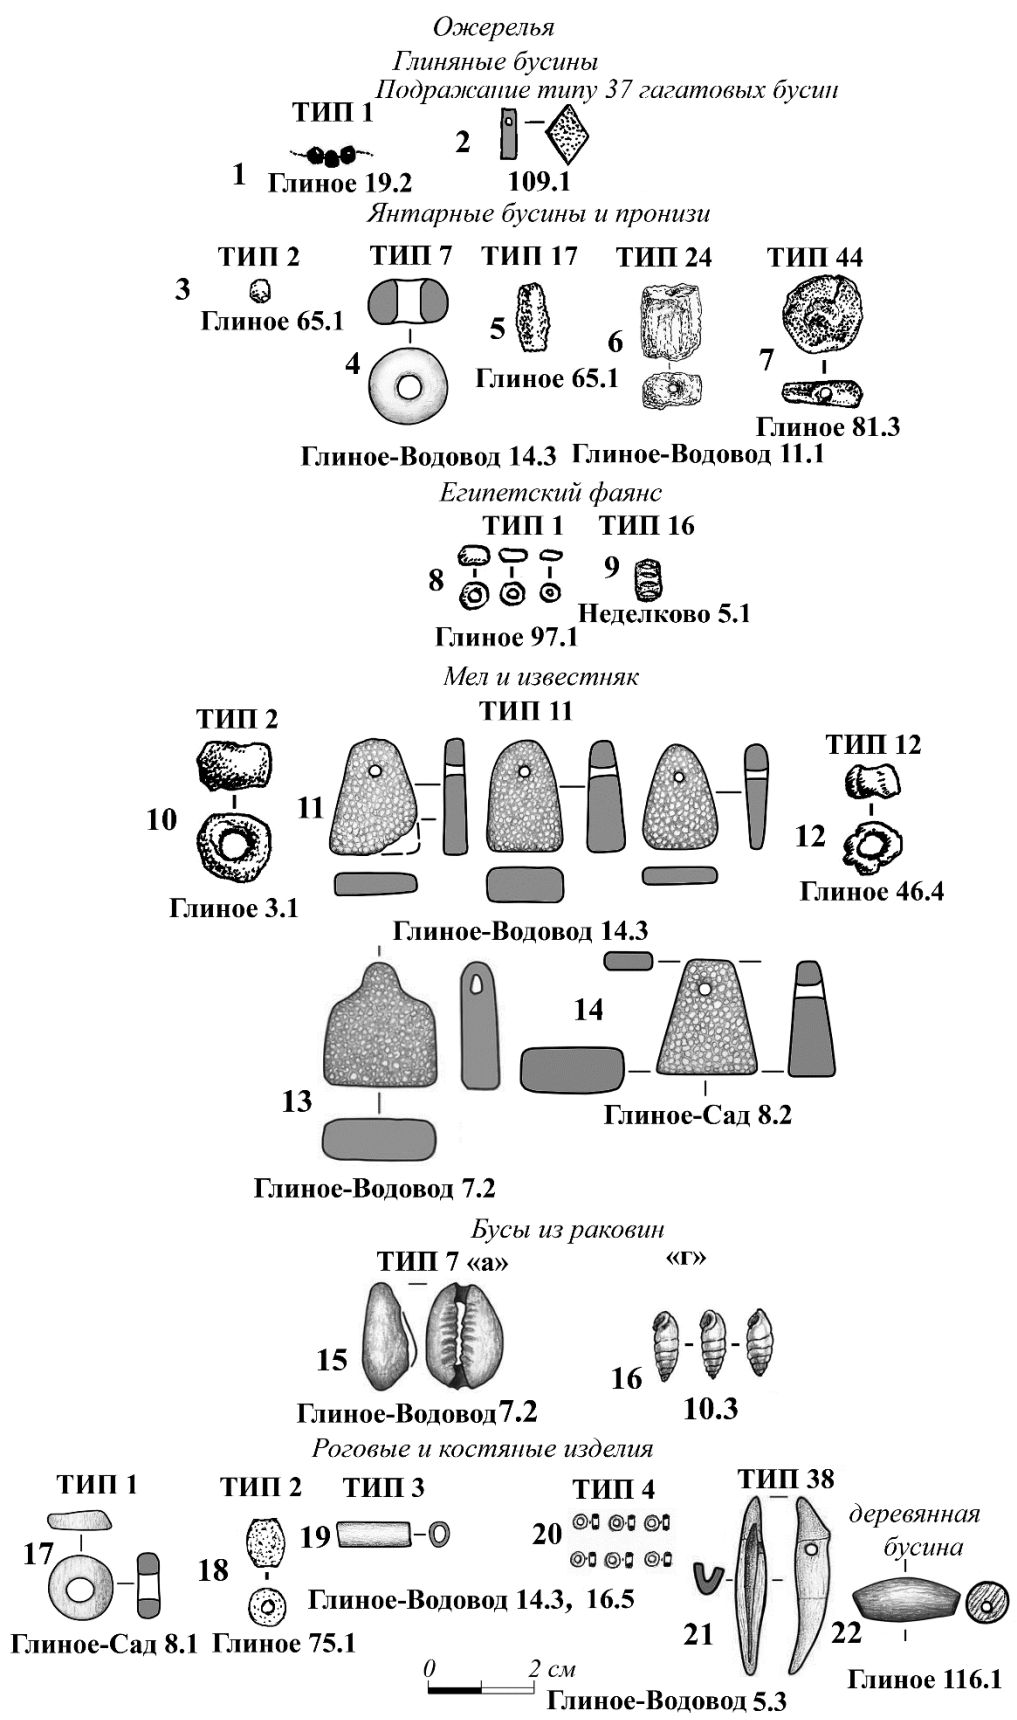 Ожерелья
Глиняные бусины
Подражание типу 37 гагатовых бусин
ТИП 1
1
2
Глиное 19.2
109.1
Янтарные бусины и пронизи
ТИП 2
ТИП 7
ТИП 17
ТИП 24
ТИП 44
3
4
5
6
7
Глиное 65.1
Глиное 65.1
Глиное 81.3
Глиное-Водовод 14.3
Глиное-Водовод 11.1
Египетский фаянс
ТИП 1
ТИП 16
8
9
Неделково 5.1
Глиное 97.1
Мел и известняк
ТИП 2
ТИП 11
ТИП 12
10
11
12
Глиное 3.1
Глиное 46.4
Глиное-Водовод 14.3
13
14
Глиное-Сад 8.2
Глиное-Водовод 7.2
Бусы из раковин
ТИП 7 «а»
«г»
15
16
Глиное-Водовод 7.2
10.3
Роговые и костяные изделия
ТИП 1
ТИП 2
ТИП 3
ТИП 4
ТИП 38
деревянная
бусина
17
18
19
20
21
22
Глиное-Сад 8.1
Глиное 75.1
Глиное-Водовод 14.3, 16.5
Глиное 116.1
0 2 см
Глиное-Водовод 5.3